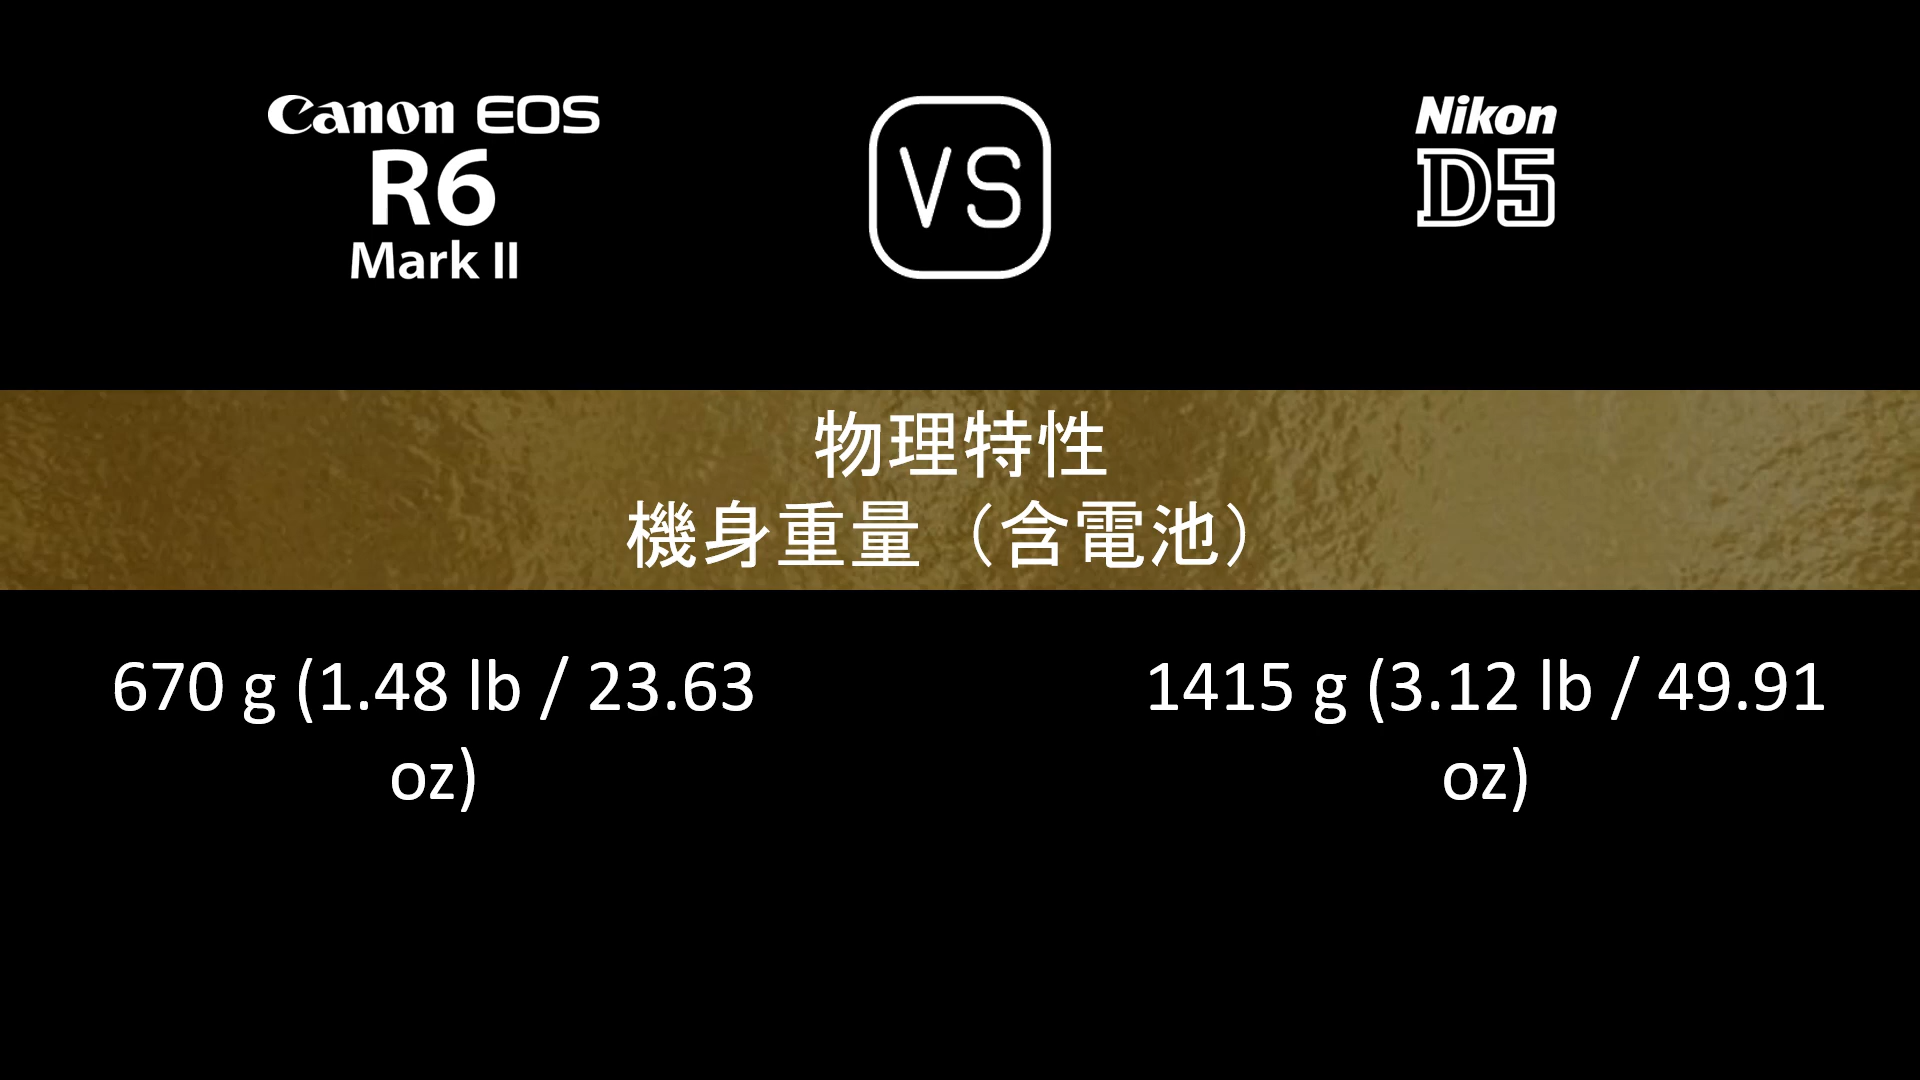 Canon EOS
R6
Mark II
VS
Nikon
D5
物理特性
機身重量（含電池）
670 g (1.48 lb / 23.63
oz)
1415 g (3.12 lb / 49.91
oz)